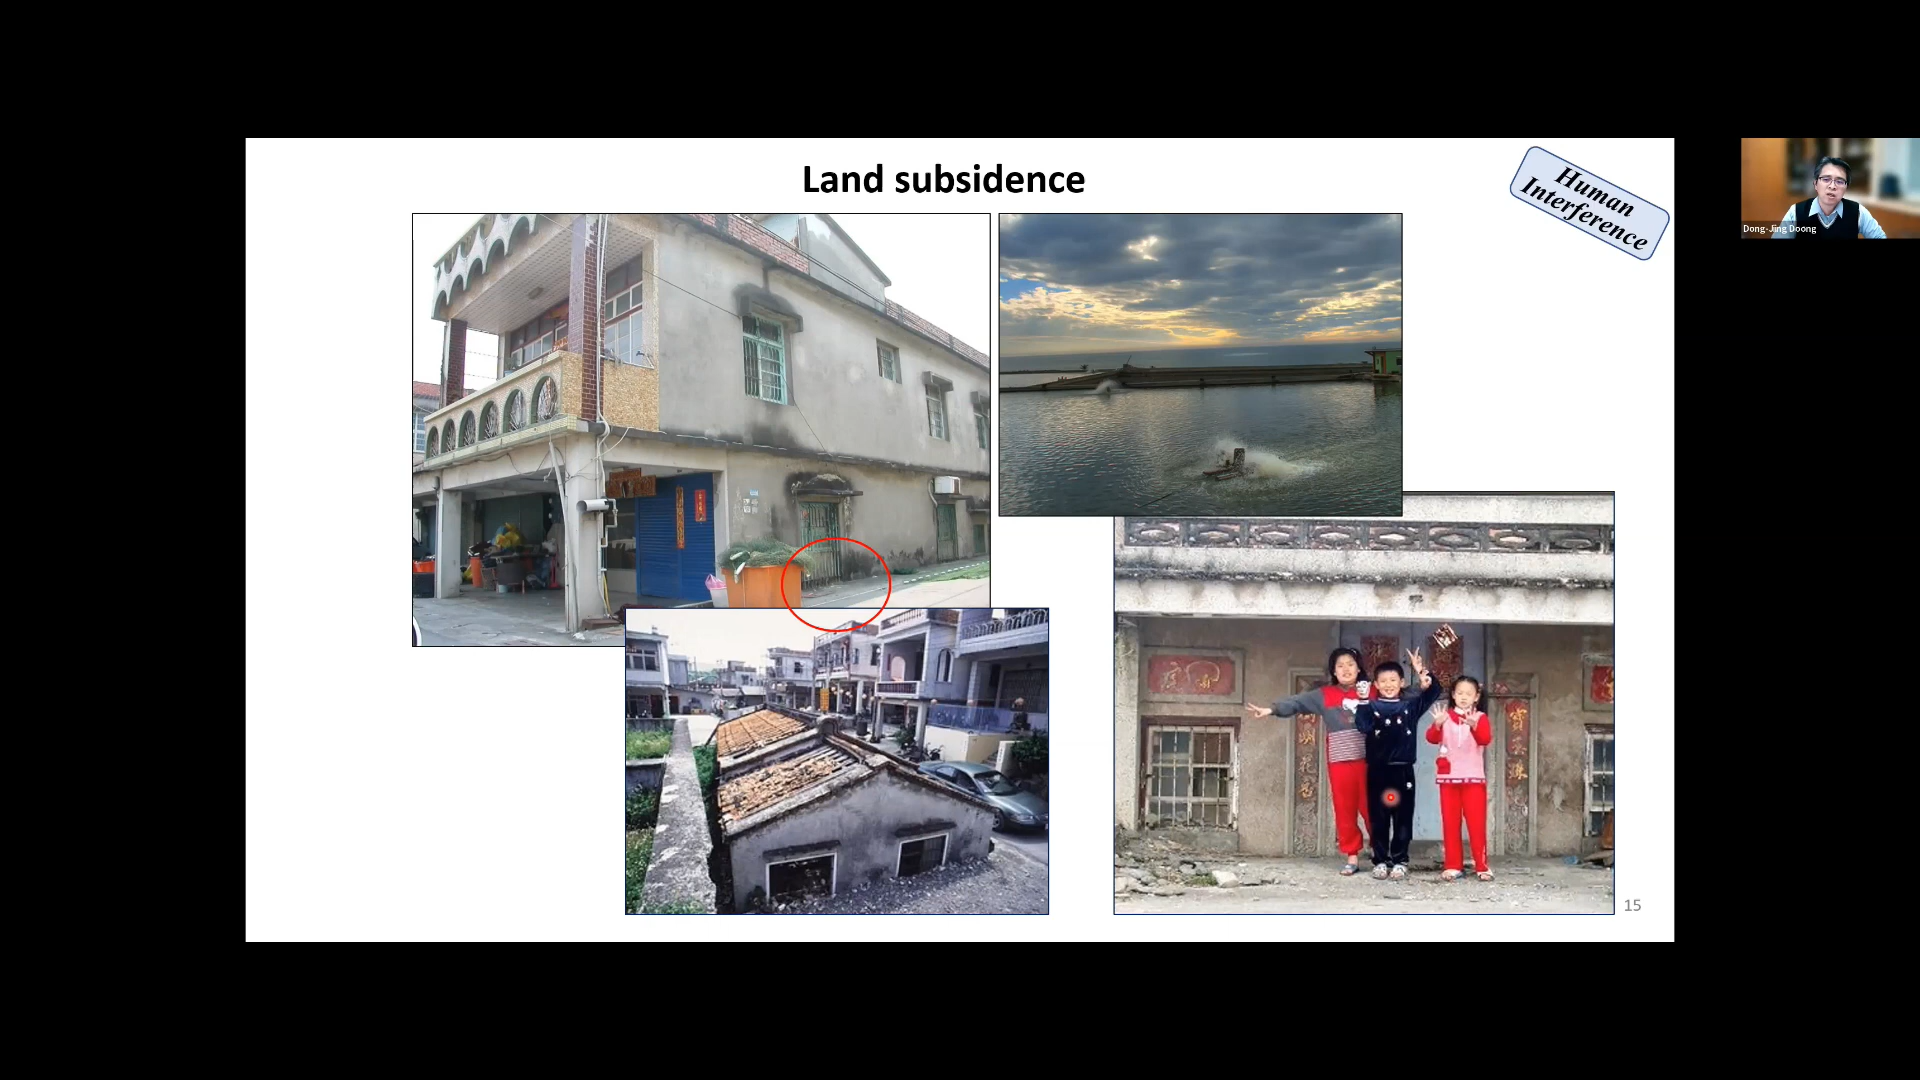 Land subsidence
Human
Interference
Dong-Jing Doong
15